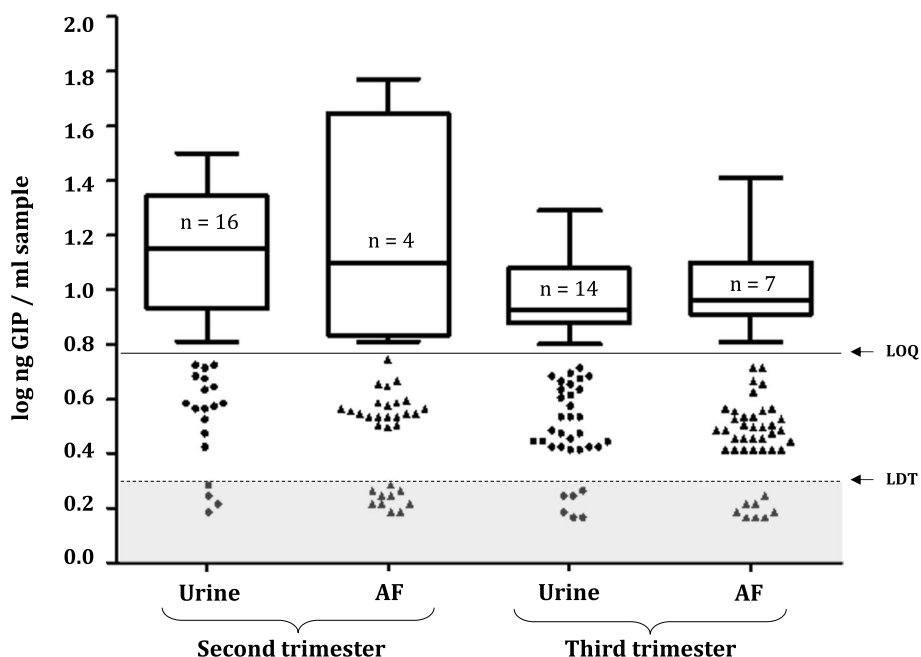 log ng GIP / ml sample
2.0
1.8
1.6
1.4
1.2
1.0
0.8
0.6
0.4
0.2
0.0
n = 16
n = 4
n = 14
n = 7
LOQ
LDT
Urine
AF
Urine
AF
Second trimester
Third trimester